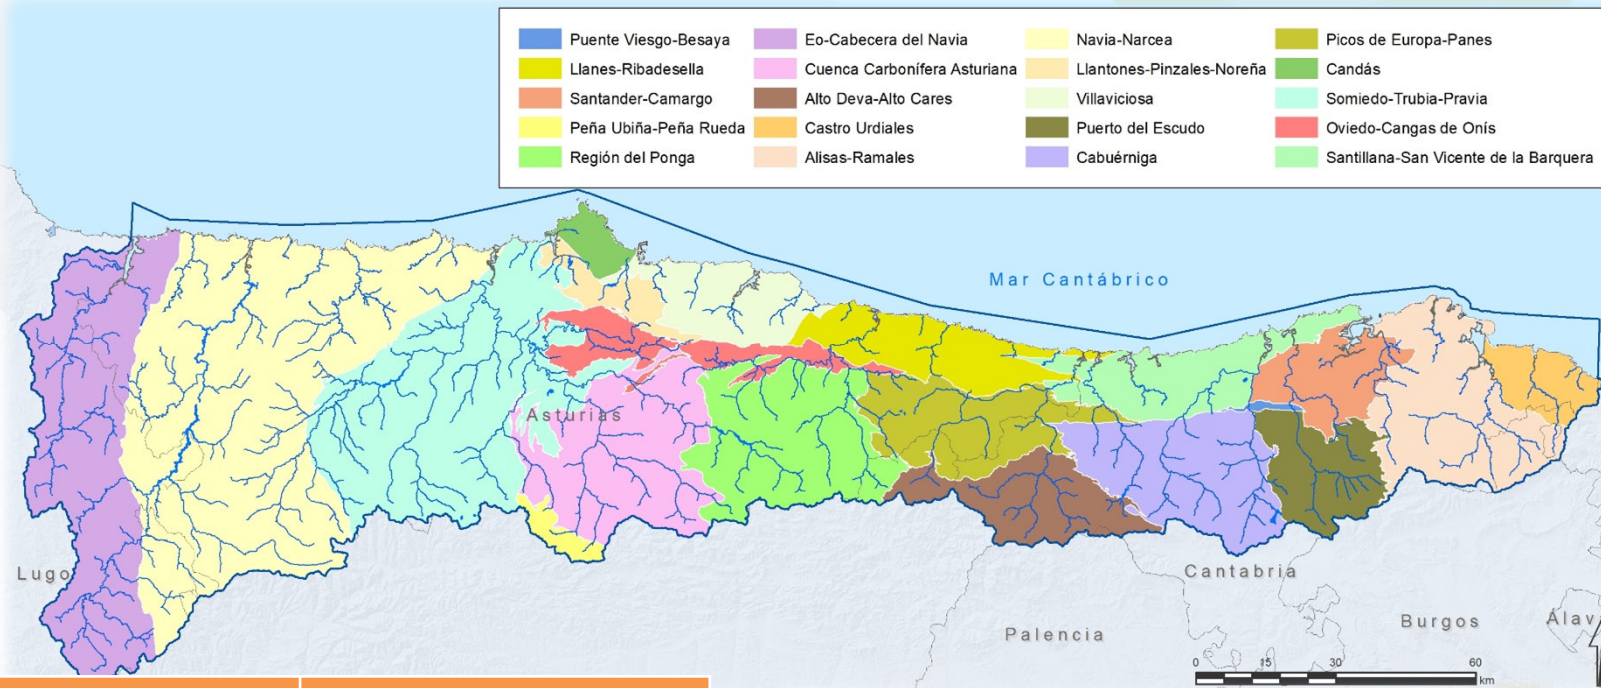 Puente Viesgo-Besaya
Eo-Cabecera del Navia
Navia-Narcea
Picos de Europa-Panes
Llanes-Ribadesella
Cuenca Carbonífera Asturiana
Llantones-Pinzales-Noreña
Candás
Santander-Camargo
Alto Deva-Alto Cares
Villaviciosa
Somiedo-Trubia-Pravia
Peña Ubiña-Peña Rueda
Castro Urdiales
Puerto del Escudo
Oviedo-Cangas de Onís
Región del Ponga
Alisas-Ramales
Cabuérniga
Santillana-San Vicente de la Barquera
Mar Cantábrico
Asturias
Lugo
Cantabria
Palencia
Burgos
Álav
0 15 30 60
km